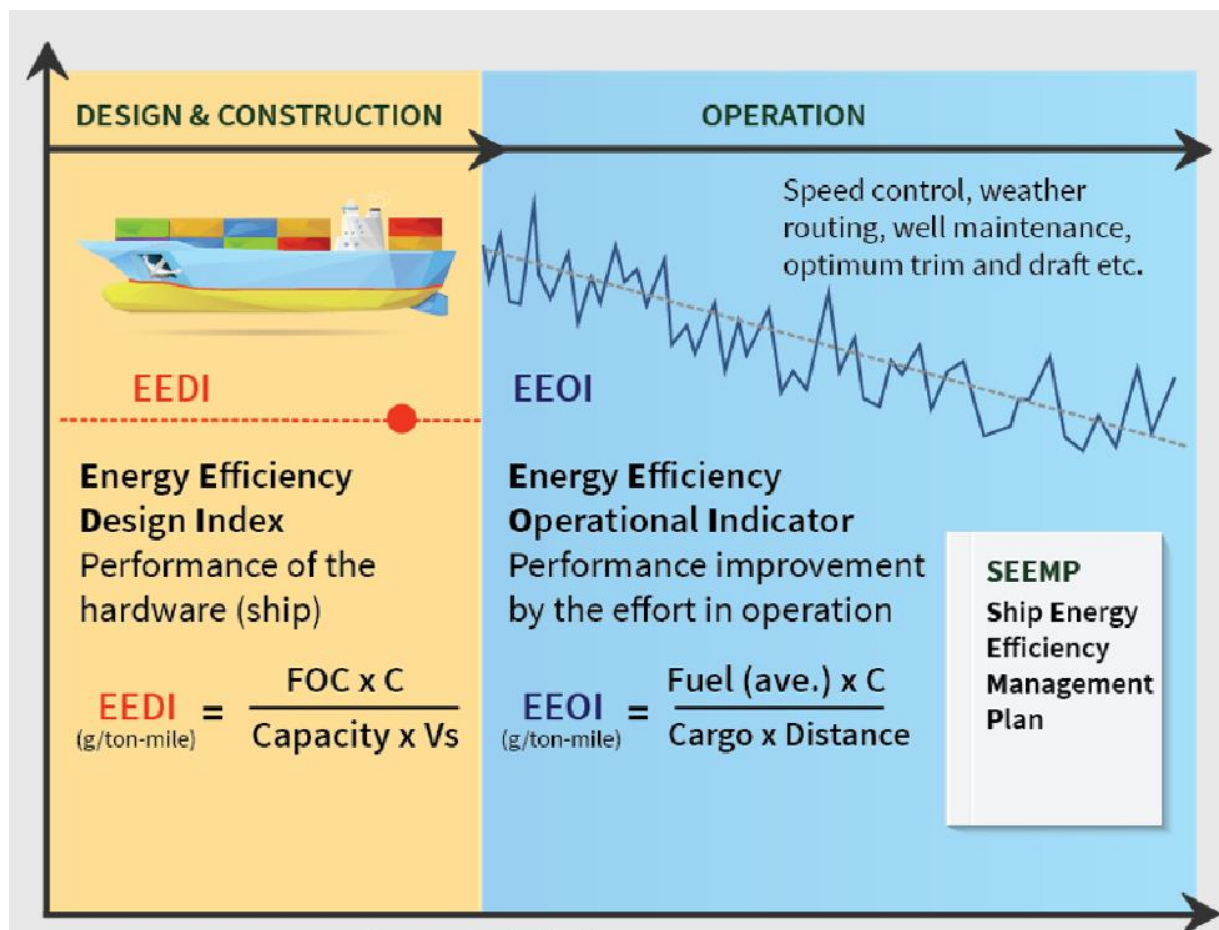 DESIGN & CONSTRUCTION
OPERATION
Speed control, weather
routing, well maintenance,
optimum trim and draft etc.
EEDI
EEOI
Energy Efficiency
Design Index
Performance of the
hardware (ship)
Energy Efficiency
Operational Indicator
Performance improvement
by the effort in operation
EEDI
(g/ton-mile)
=
FOC x C
Capacity x Vs
EEOI
(g/ton-mile)
=
Fuel (ave.) x C
Cargo x Distance
SEEMP
Ship Energy
Efficiency
Management
Plan